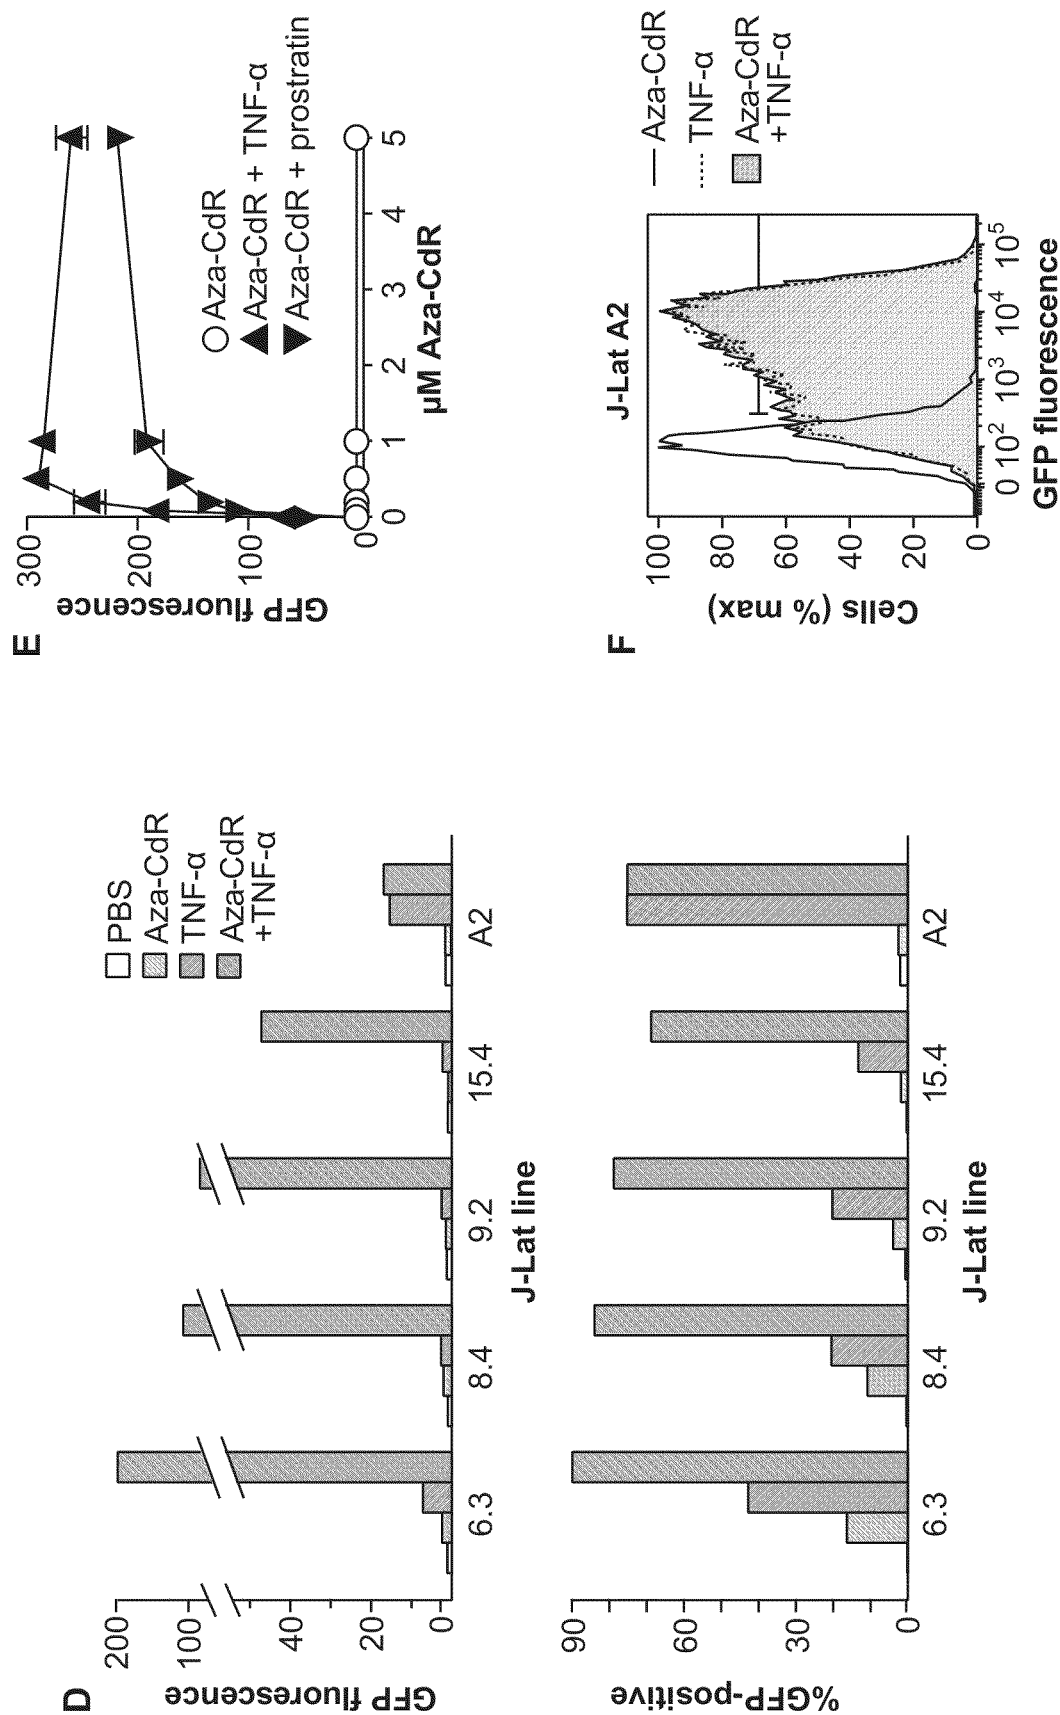 D
GFP fluorescence
200
100
40
20
0
PBS
Aza-CdR
TNF-α
Aza-CdR
+TNF-α
6.3
8.4
9.2
15.4
A2
J-Lat line
%GFP-positive
90
60
30
0
6.3
8.4
9.2
15.4
A2
J-Lat line
E
GFP fluorescence
300
200
100
0
Aza-CdR
Aza-CdR + TNF-α
Aza-CdR + prostratin
0
1
2
3
4
5
µM Aza-CdR
F
J-Lat A2
Cells (% max)
100
80
60
40
20
0
0 10² 10³ 10⁴ 10⁵
GFP fluorescence
Aza-CdR
TNF-α
Aza-CdR
+TNF-α